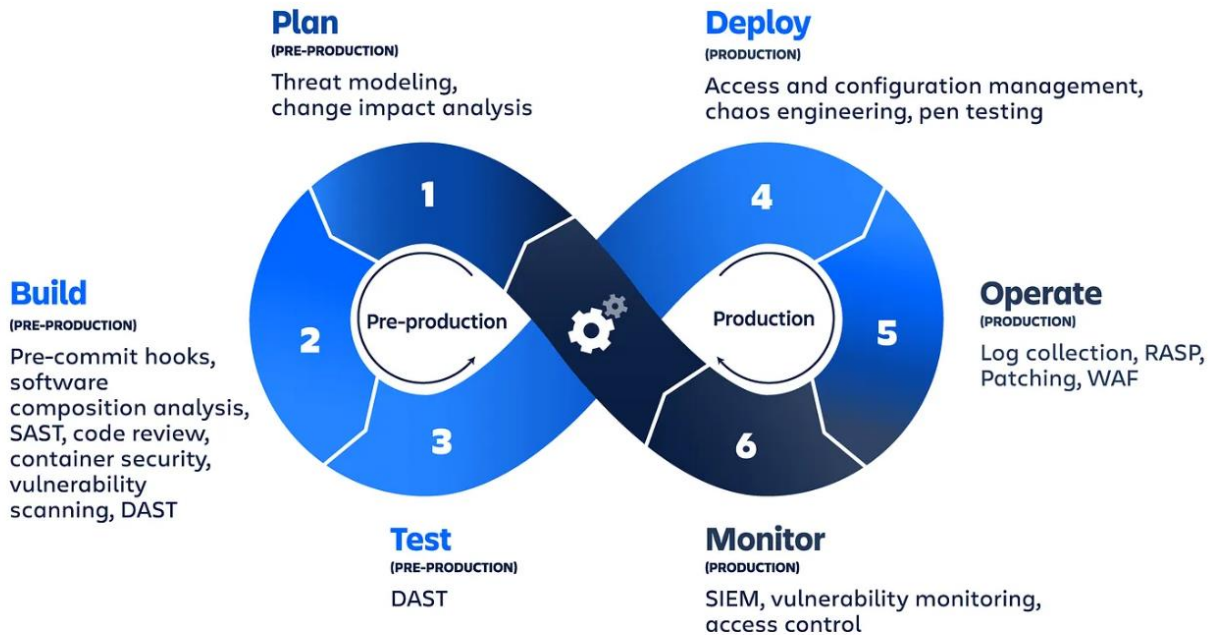 Plan
(PRE-PRODUCTION)
Threat modeling,
change impact analysis
Deploy
(PRODUCTION)
Access and configuration management,
chaos engineering, pen testing
1
4
Build
(PRE-PRODUCTION)
Pre-commit hooks,
software
composition analysis,
SAST, code review,
container security,
vulnerability
scanning, DAST
2
Pre-production
Production
5
Operate
(PRODUCTION)
Log collection, RASP,
Patching, WAF
3
6
Test
(PRE-PRODUCTION)
DAST
Monitor
(PRODUCTION)
SIEM, vulnerability monitoring,
access control